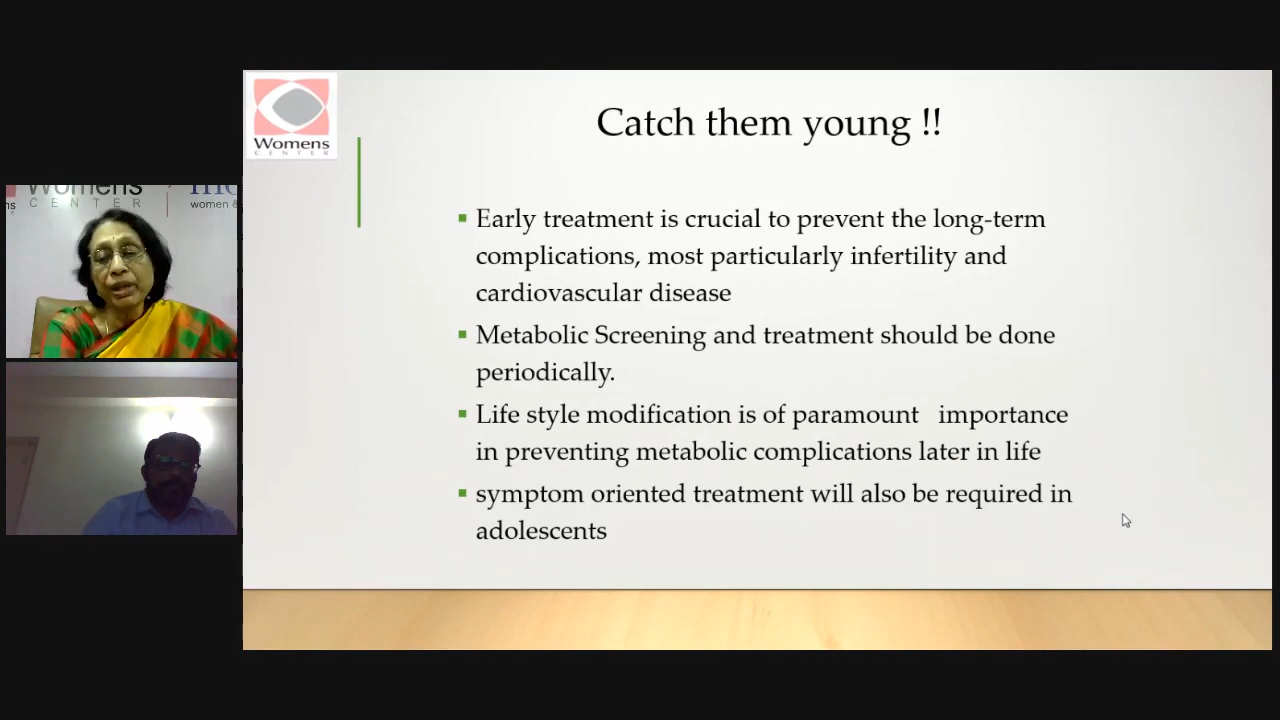 Womens
CENTER
Catch them young !!
Early treatment is crucial to prevent the long-term
complications, most particularly infertility and
cardiovascular disease
Metabolic Screening and treatment should be done
periodically.
Life style modification is of paramount importance
in preventing metabolic complications later in life
symptom oriented treatment will also be required in
adolescents
Womens
CENTER
women &